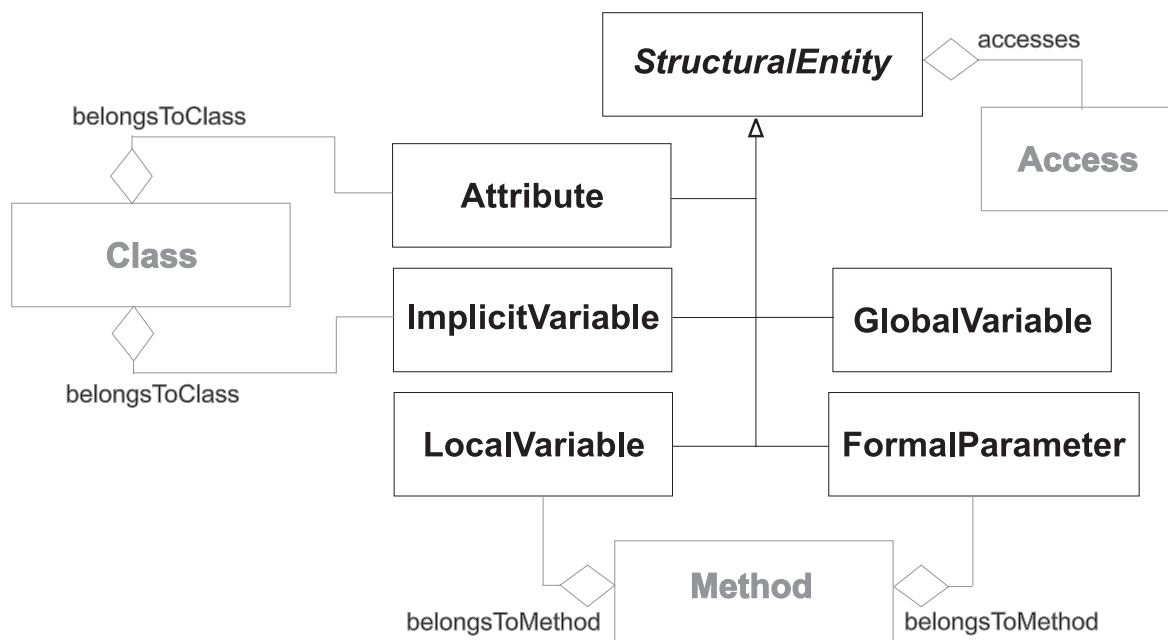 StructuralEntity
accesses
belongsToClass
Access
Attribute
Class
ImplicitVariable
GlobalVariable
belongsToClass
LocalVariable
FormalParameter
Method
belongsToMethod
belongsToMethod